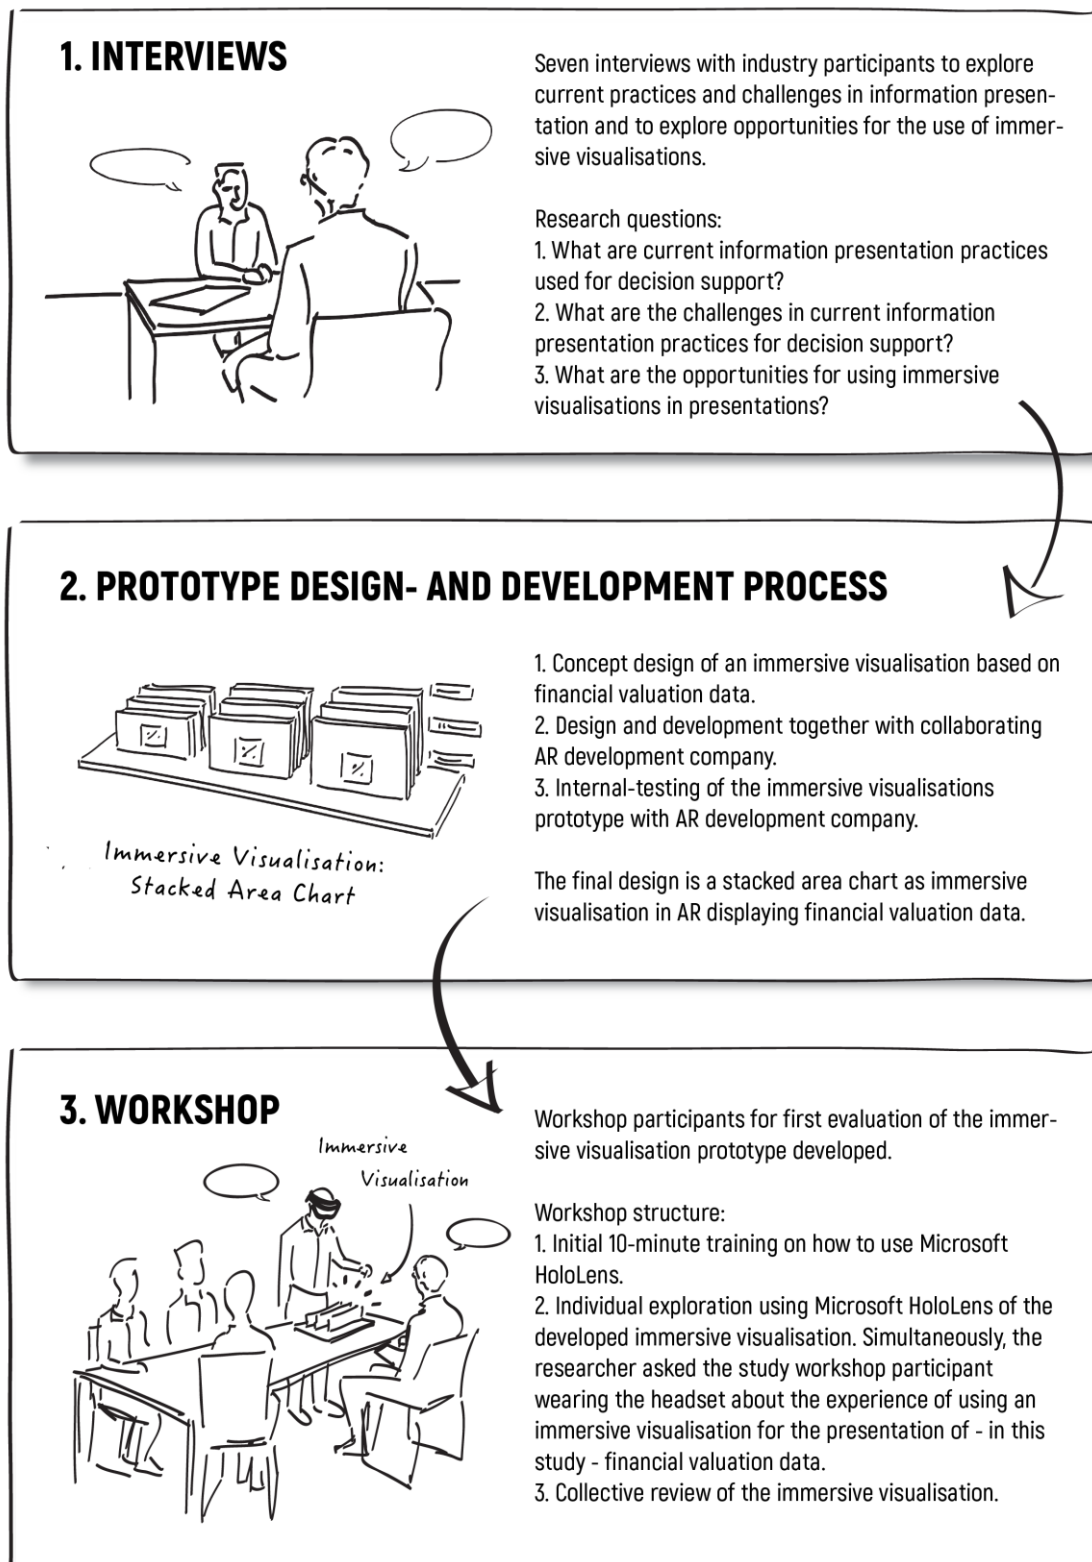 1. INTERVIEWS
Seven interviews with industry participants to explore
current practices and challenges in information presen-
tation and to explore opportunities for the use of immer-
sive visualisations.
Research questions:
1. What are current information presentation practices
used for decision support?
2. What are the challenges in current information
presentation practices for decision support?
3. What are the opportunities for using immersive
visualisations in presentations?
2. PROTOTYPE DESIGN- AND DEVELOPMENT PROCESS
%
%
%
Immersive Visualisation:
Stacked Area Chart
1. Concept design of an immersive visualisation based on
financial valuation data.
2. Design and development together with collaborating
AR development company.
3. Internal-testing of the immersive visualisations
prototype with AR development company.
The final design is a stacked area chart as immersive
visualisation in AR displaying financial valuation data.
3. WORKSHOP
Immersive
Visualisation
Workshop participants for first evaluation of the immer-
sive visualisation prototype developed.
Workshop structure:
1. Initial 10-minute training on how to use Microsoft
HoloLens.
2. Individual exploration using Microsoft HoloLens of the
developed immersive visualisation. Simultaneously, the
researcher asked the study workshop participant
wearing the headset about the experience of using an
immersive visualisation for the presentation of - in this
study - financial valuation data.
3. Collective review of the immersive visualisation.